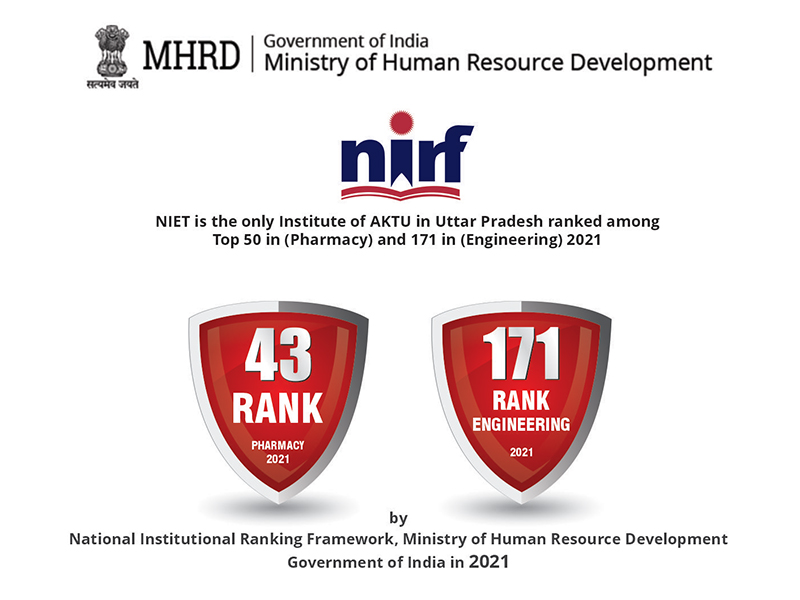 सत्यमेव जयते
MHRD
Government of India
Ministry of Human Resource Development
nirf
NIET is the only Institute of AKTU in Uttar Pradesh ranked among
Top 50 in (Pharmacy) and 171 in (Engineering) 2021
43
RANK
PHARMACY
2021
171
RANK
ENGINEERING
2021
by
National Institutional Ranking Framework, Ministry of Human Resource Development
Government of India in 2021